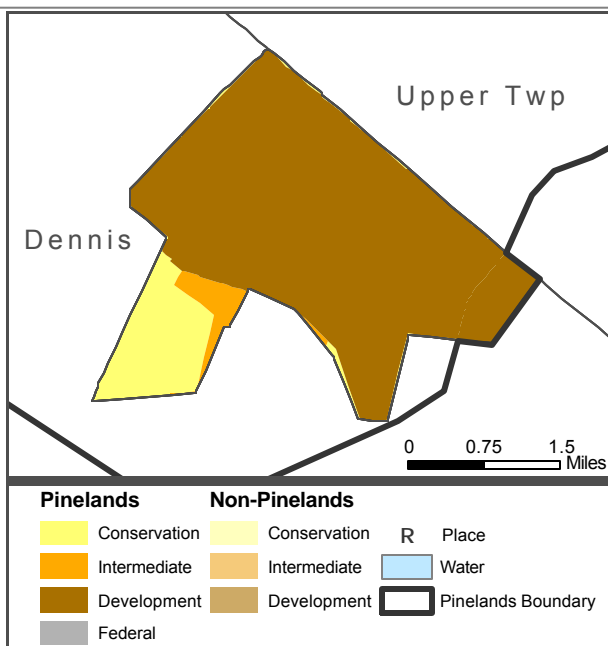 Upper Twp
Dennis
0 0.75 1.5
Miles
Pinelands Non-Pinelands
Conservation Conservation R Place
Intermediate Intermediate Water
Development Development Pinelands Boundary
Federal